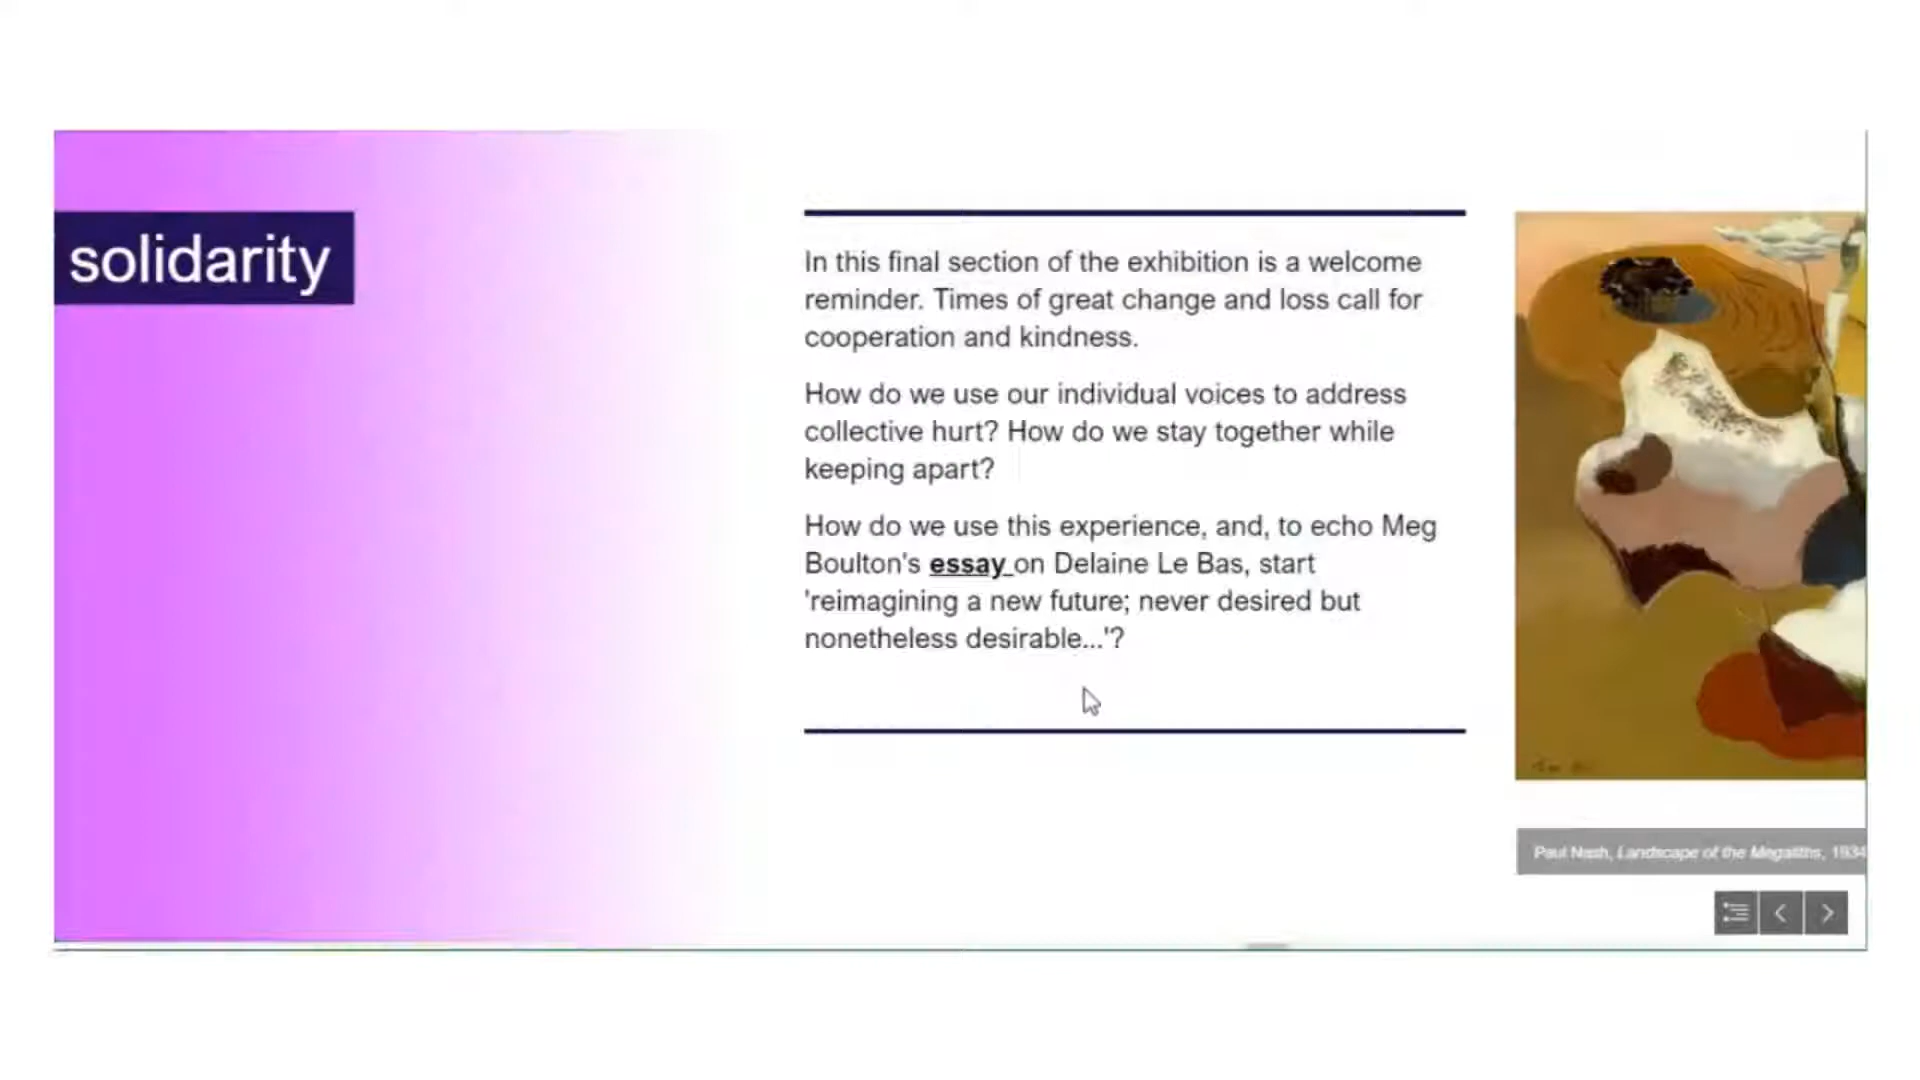 solidarity
In this final section of the exhibition is a welcome
reminder. Times of great change and loss call for
cooperation and kindness.
How do we use our individual voices to address
collective hurt? How do we stay together while
keeping apart?
How do we use this experience, and, to echo Meg
Boulton's essay on Delaine Le Bas, start
'reimagining a new future; never desired but
nonetheless desirable...'?
Paul Nash, Landscape of the Megaliths, 1934